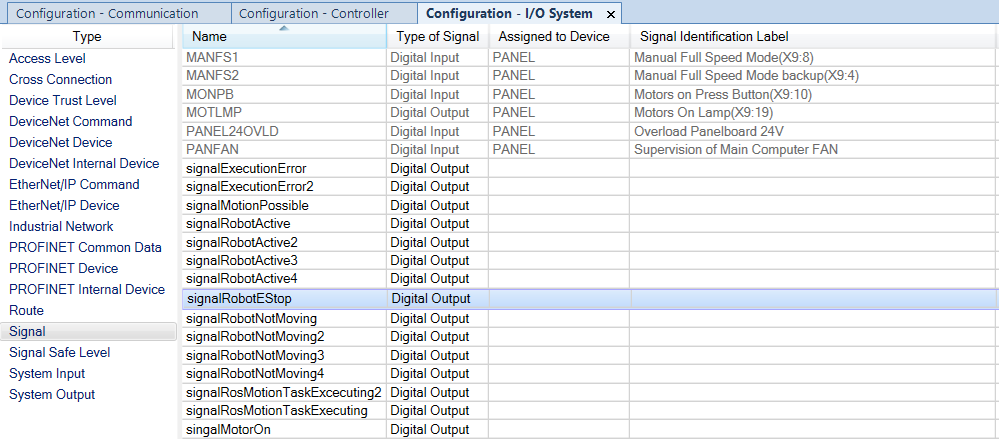 Configuration - Communication Configuration - Controller Configuration - I/O System ×
Type
Access Level
Cross Connection
Device Trust Level
DeviceNet Command
DeviceNet Device
DeviceNet Internal Device
EtherNet/IP Command
EtherNet/IP Device
Industrial Network
PROFINET Common Data
PROFINET Device
PROFINET Internal Device
Route
Signal
Signal Safe Level
System Input
System Output
Name Type of Signal Assigned to Device Signal Identification Label
MANFS1 Digital Input PANEL Manual Full Speed Mode(X9:8)
MANFS2 Digital Input PANEL Manual Full Speed Mode backup(X9:4)
MONPB Digital Input PANEL Motors on Press Button(X9:10)
MOTLMP Digital Output PANEL Motors On Lamp(X9:19)
PANEL24OVLD Digital Input PANEL Overload Panelboard 24V
PANFAN Digital Input PANEL Supervision of Main Computer FAN
signalExecutionError Digital Output
signalExecutionError2 Digital Output
signalMotionPossible Digital Output
signalRobotActive Digital Output
signalRobotActive2 Digital Output
signalRobotActive3 Digital Output
signalRobotActive4 Digital Output
signalRobotEStop Digital Output
signalRobotNotMoving Digital Output
signalRobotNotMoving2 Digital Output
signalRobotNotMoving3 Digital Output
signalRobotNotMoving4 Digital Output
signalRosMotionTaskExcecuting2 Digital Output
signalRosMotionTaskExecuting Digital Output
singalMotorOn Digital Output